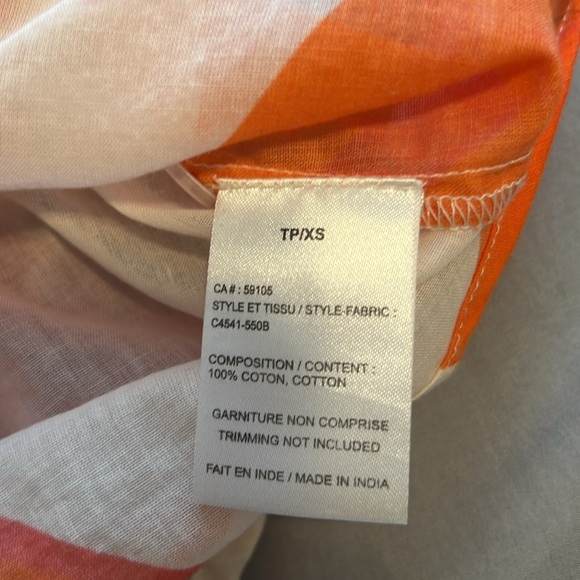 TP/XS
CA # : 59105
STYLE ET TISSU / STYLE-FABRIC :
C4541-550B
COMPOSITION / CONTENT :
100% COTON, COTTON
GARNITURE NON COMPRISE
TRIMMING NOT INCLUDED
FAIT EN INDE / MADE IN INDIA